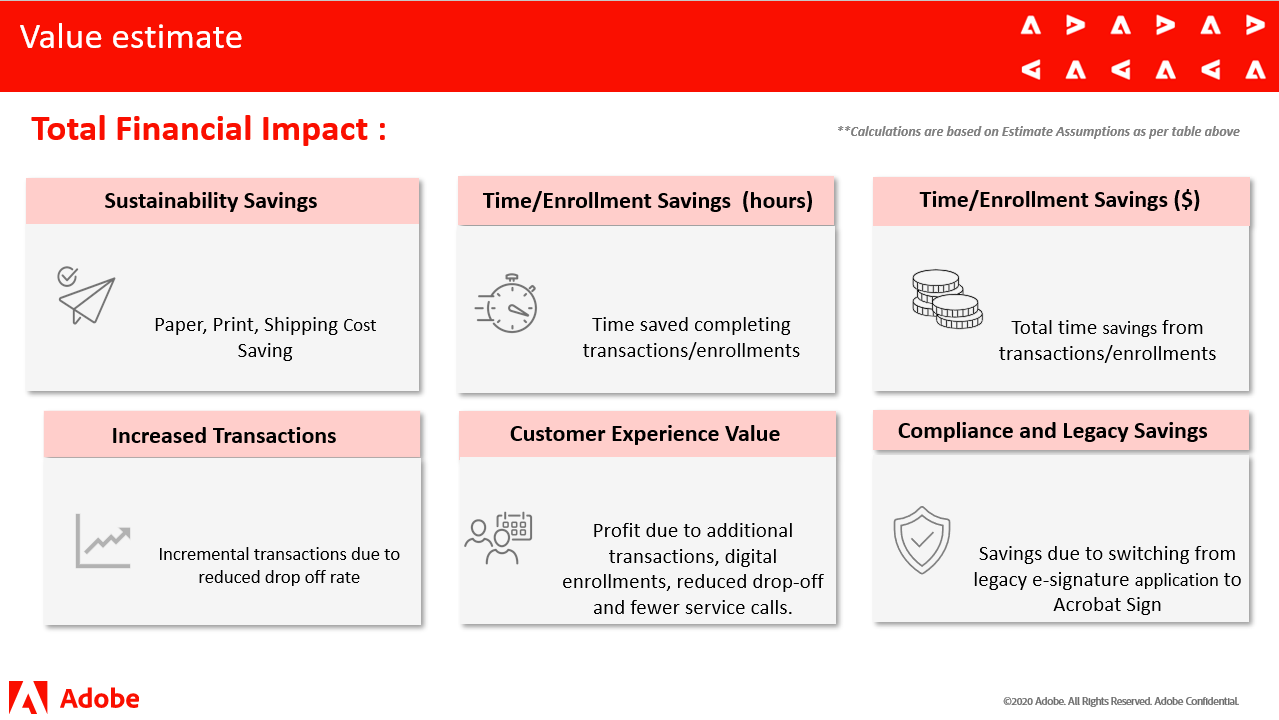 Value estimate
Total Financial Impact :
**Calculations are based on Estimate Assumptions as per table above
Sustainability Savings
Paper, Print, Shipping Cost
Saving
Time/Enrollment Savings (hours)
Time saved completing
transactions/enrollments
Time/Enrollment Savings ($)
Total time savings from
transactions/enrollments
Increased Transactions
Incremental transactions due to
reduced drop off rate
Customer Experience Value
Profit due to additional
transactions, digital
enrollments, reduced drop-off
and fewer service calls.
Compliance and Legacy Savings
Savings due to switching from
legacy e-signature application to
Acrobat Sign
Adobe
©2020 Adobe. All Rights Reserved. Adobe Confidential.